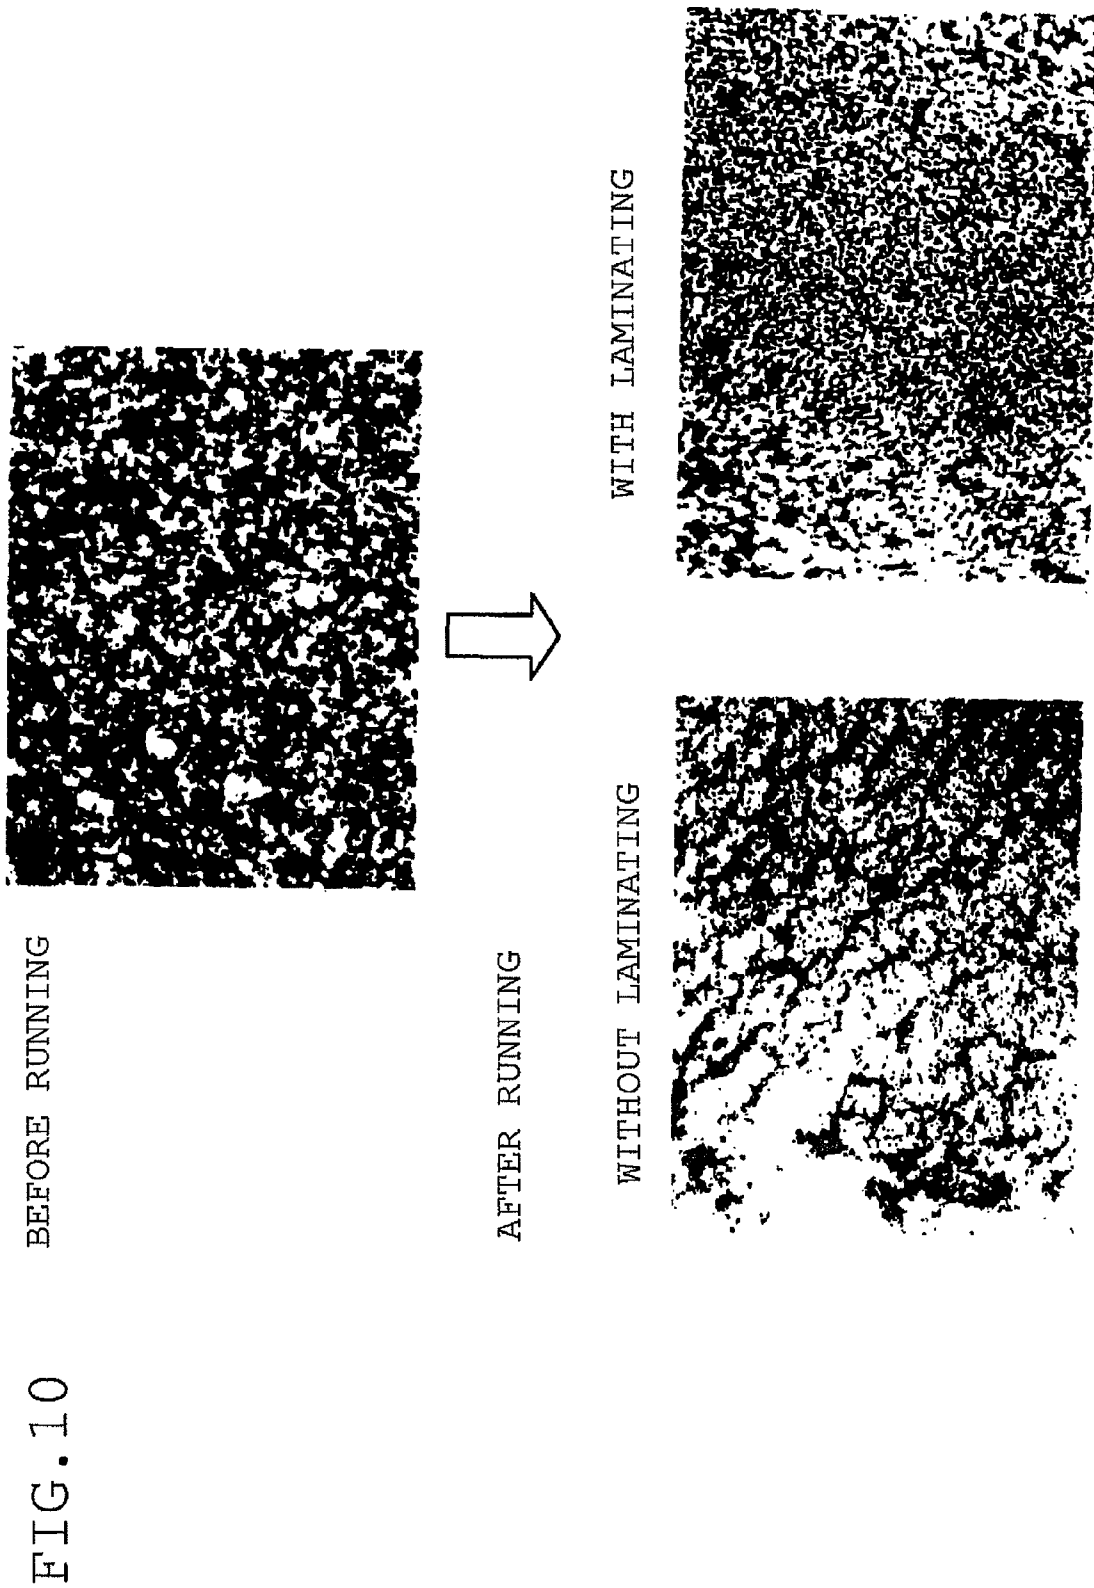 FIG.10
BEFORE RUNNING
AFTER RUNNING
WITHOUT LAMINATING
WITH LAMINATING